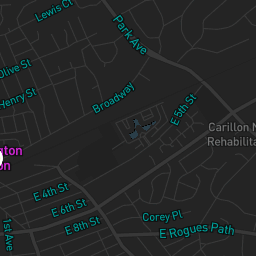 Lewis Ct
Park Ave
Olive St
Broadway
Henry St
E 5th St
Carillon N
Rehabilita
E 4th St
E 6th St
1st Ave
E 8th St
Corey Pl
E Rogues Path